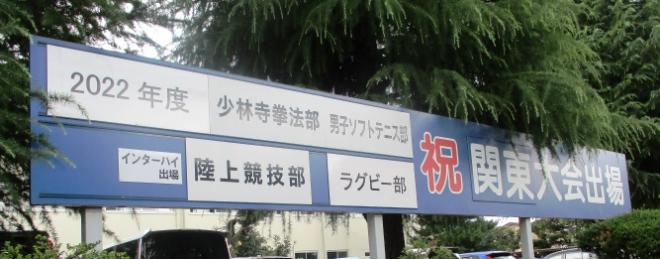 2022年度 少林寺拳法部 男子ソフトテニス部
インターハイ
出場
陸上競技部 ラグビー部
祝 関東大会出場